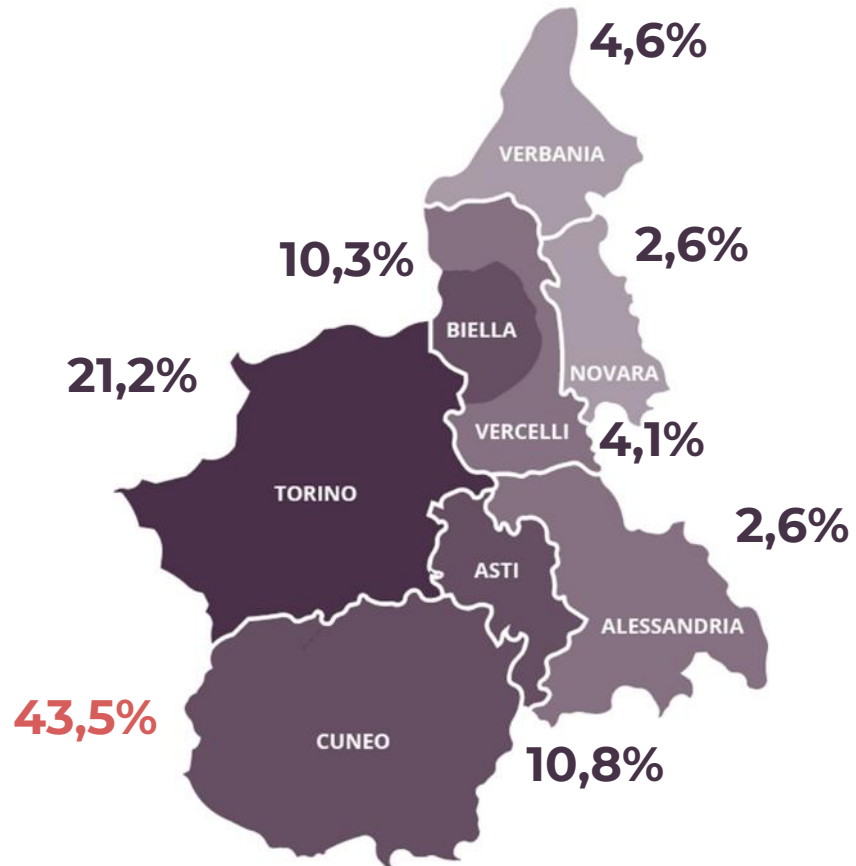 4,6%
VERBANIA
2,6%
10,3%
BIELLA
21,2%
NOVARA
VERCELLI
4,1%
TORINO
2,6%
ASTI
ALESSANDRIA
43,5%
CUNEO
10,8%